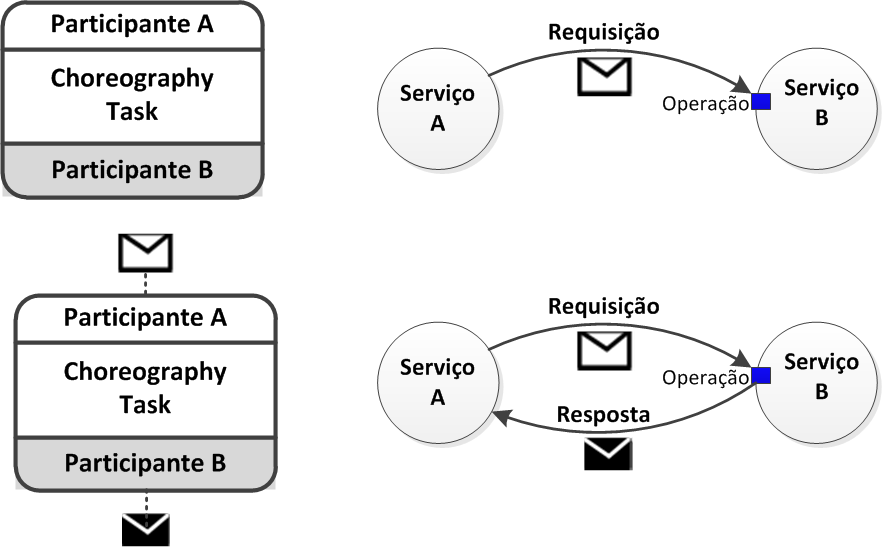 Participante A
Choreography
Task
Participante B
Requisição
Serviço
A
Operação
Serviço
B
Participante A
Choreography
Task
Participante B
Requisição
Serviço
A
Operação
Serviço
B
Resposta